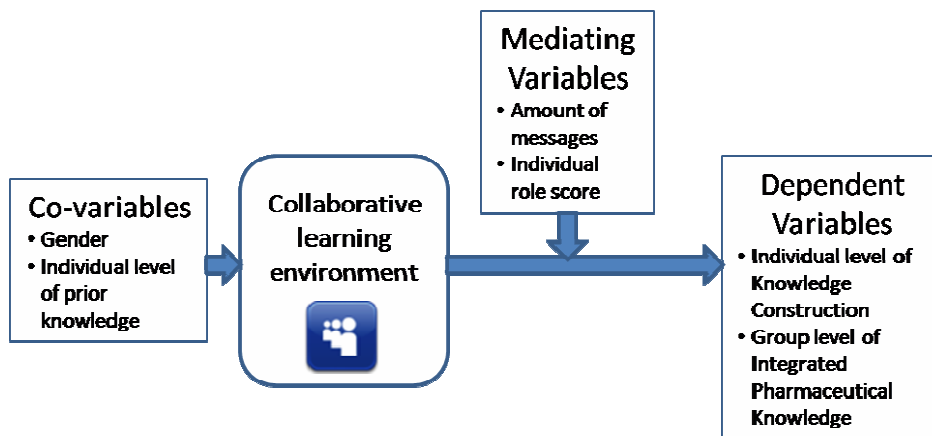 Co-variables
• Gender
• Individual level
of prior
knowledge
Collaborative
learning
environment
Mediating
Variables
• Amount of
messages
• Individual
role score
Dependent
Variables
• Individual level of
Knowledge
Construction
• Group level of
Integrated
Pharmaceutical
Knowledge